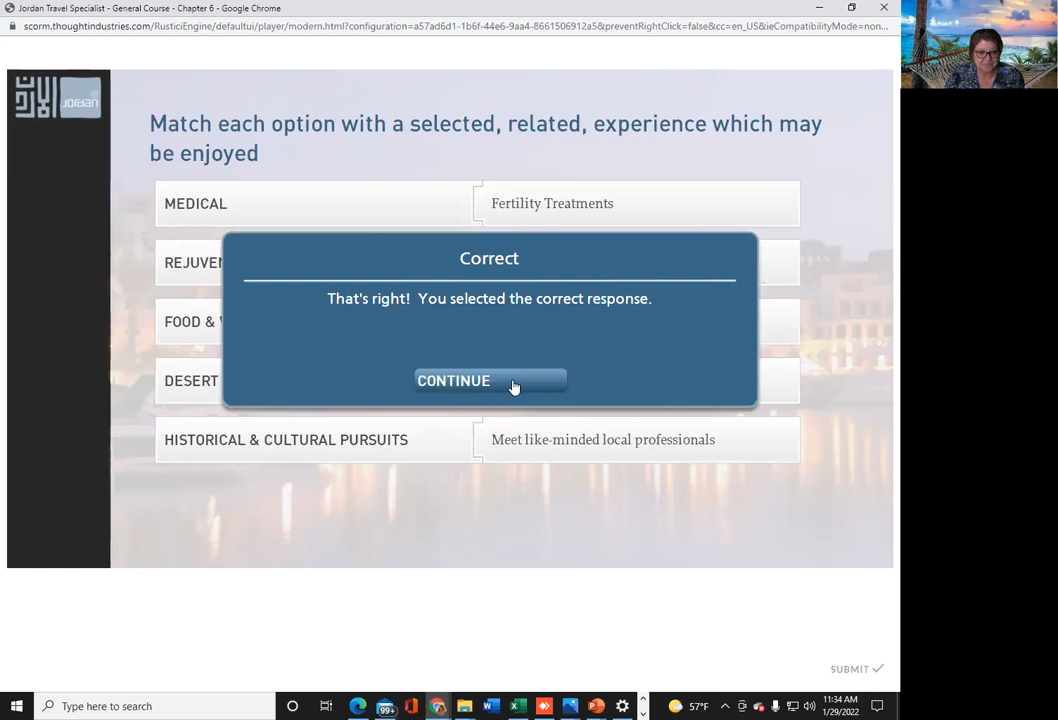 Jordan Travel Specialist - General Course - Chapter 6 - Google Chrome
scorm.thoughtindustries.com/RusticiEngine/defaultui/player/modern.html?configuration=a57ad6d1-1b6f-44e6-9aa4-8661506912a5&preventRightClick=false&cc=en_US&ieCompatibilityMode=non...
الأردن
Jordan
Match each option with a selected, related, experience which may
be enjoyed
MEDICAL Fertility Treatments
REJUVE
FOOD &
DESERT
Correct
That's right! You selected the correct response.
CONTINUE
HISTORICAL & CULTURAL PURSUITS Meet like-minded local professionals
SUBMIT
Type here to search
99+
57°F
11:34 AM
1/29/2022